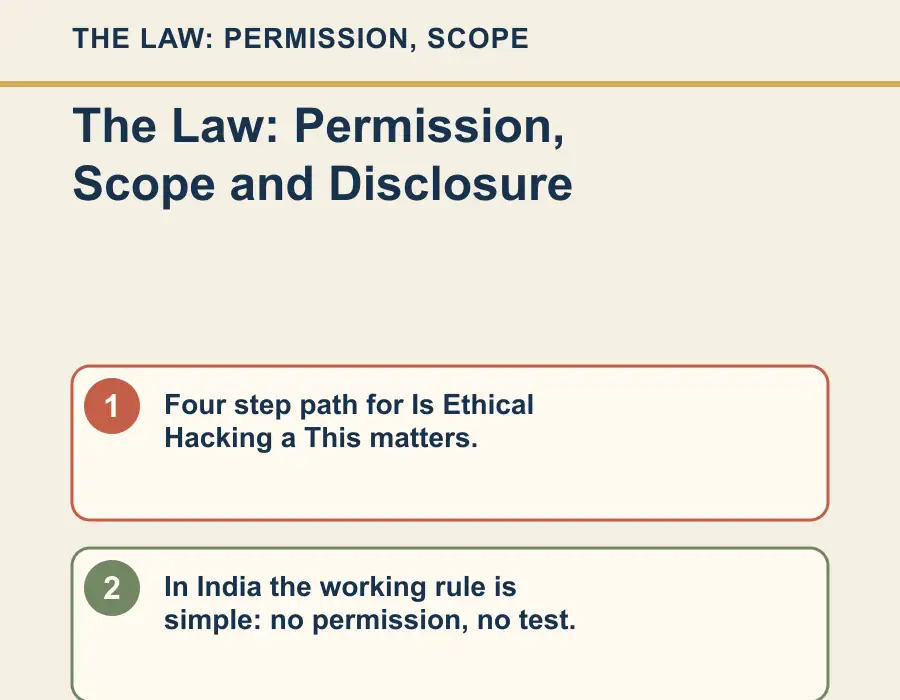 THE LAW: PERMISSION, SCOPE
The Law: Permission,
Scope and Disclosure
1
Four step path for Is Ethical
Hacking a This matters.
2
In India the working rule is
simple: no permission, no test.